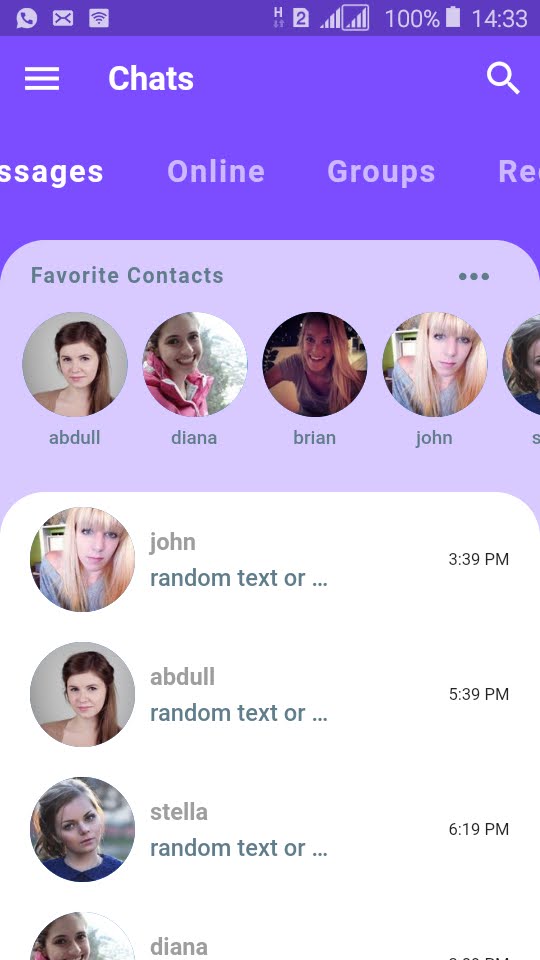 H 2 100% 14:33
Chats
ssages Online Groups Re
Favorite Contacts
abdull diana brian john s
john
random text or ...
3:39 PM
abdull
random text or ...
5:39 PM
stella
random text or ...
6:19 PM
diana